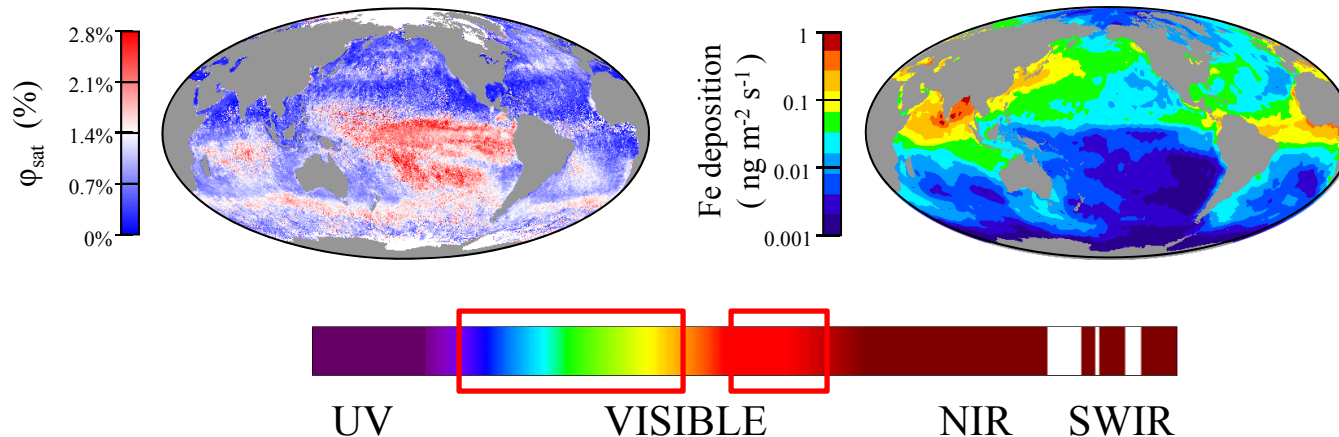 φsat (%)
2.8%
2.1%
1.4%
0.7%
0%
Fe deposition
( ng m-2 s-1)
1
0.1
0.01
0.001
UV
VISIBLE
NIR
SWIR